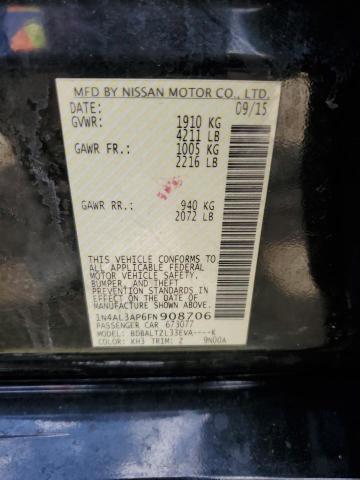 MFD BY NISSAN MOTOR CO., LTD.
DATE: 09/15
GVWR: 1910 KG
4211 LB
GAWR FR.: 1005 KG
2216 LB
GAWR RR.: 940 KG
2072 LB
THIS VEHICLE CONFORMS TO ALL
APPLICABLE FEDERAL
MOTOR VEHICLE SAFETY,
BUMPER, AND THEFT
PREVENTION STANDARDS
IN EFFECT ON THE DATE OF
MANUFACTURE SHOWN ABOVE.
1N4AL3AP6FN908706
PASSENGER CAR 673077
MODEL: BDBALTZL33EVA----K
COLOR: KH3 TRIM: Z 9N00A